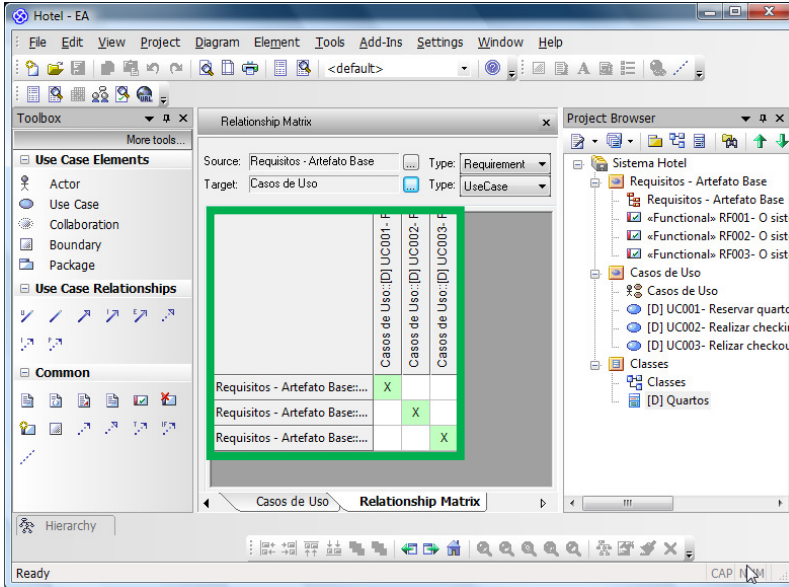 Hotel - EA
File Edit View Project Diagram Element Tools Add-Ins Settings Window Help
<default>
Toolbox
More tools...
Use Case Elements
Actor
Use Case
Collaboration
Boundary
Package
Use Case Relationships
Common
Relationship Matrix
Source: Requisitos - Artefato Base ... Type: Requirement
Target: Casos de Uso ... Type: UseCase
Casos de Uso::[D] UC001- F
Casos de Uso::[D] UC002- F
Casos de Uso::[D] UC003- F
Requisitos - Artefato Base::... X
Requisitos - Artefato Base::... X
Requisitos - Artefato Base::... X
Casos de Uso Relationship Matrix
Project Browser
Sistema Hotel
Requisitos - Artefato Base
Requisitos - Artefato Base
«Functional» RF001- O sist
«Functional» RF002- O sist
«Functional» RF003- O sist
Casos de Uso
Casos de Uso
[D] UC001- Reservar quarto
[D] UC002- Realizar checkin
[D] UC003- Relizar checkou
Classes
Classes
[D] Quartos
Hierarchy
Ready
CAP NUM